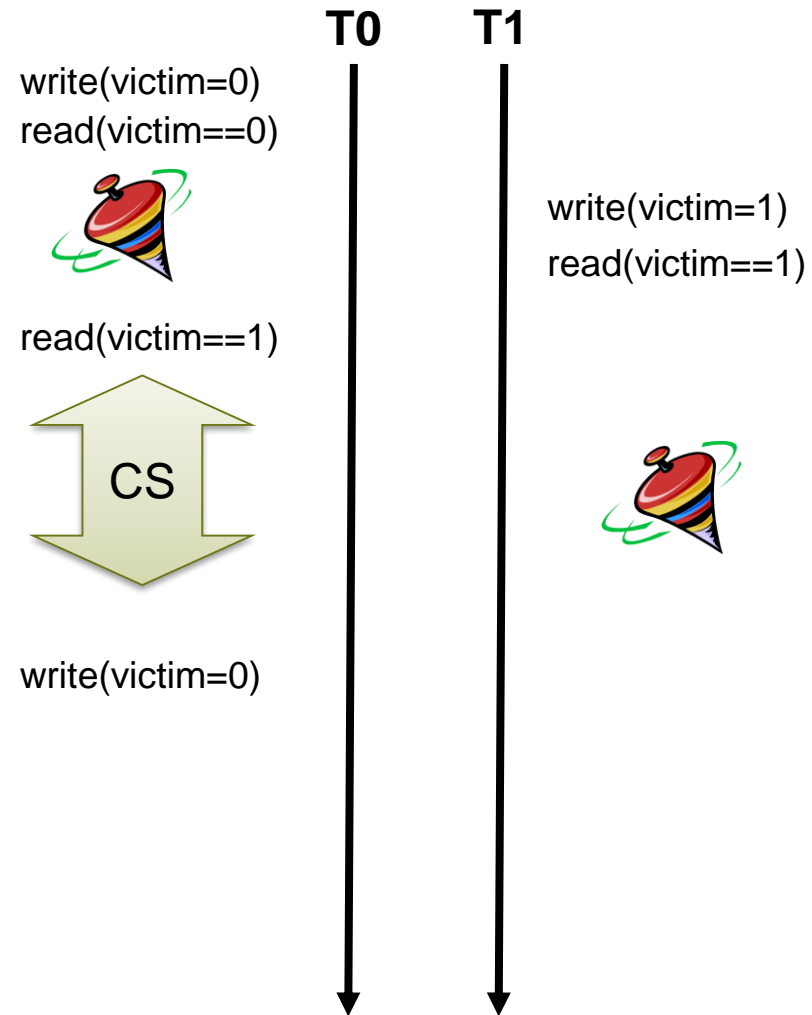 T0 T1
write(victim=0)
read(victim==0)
write(victim=1)
read(victim==1)
read(victim==1)
CS
write(victim=0)